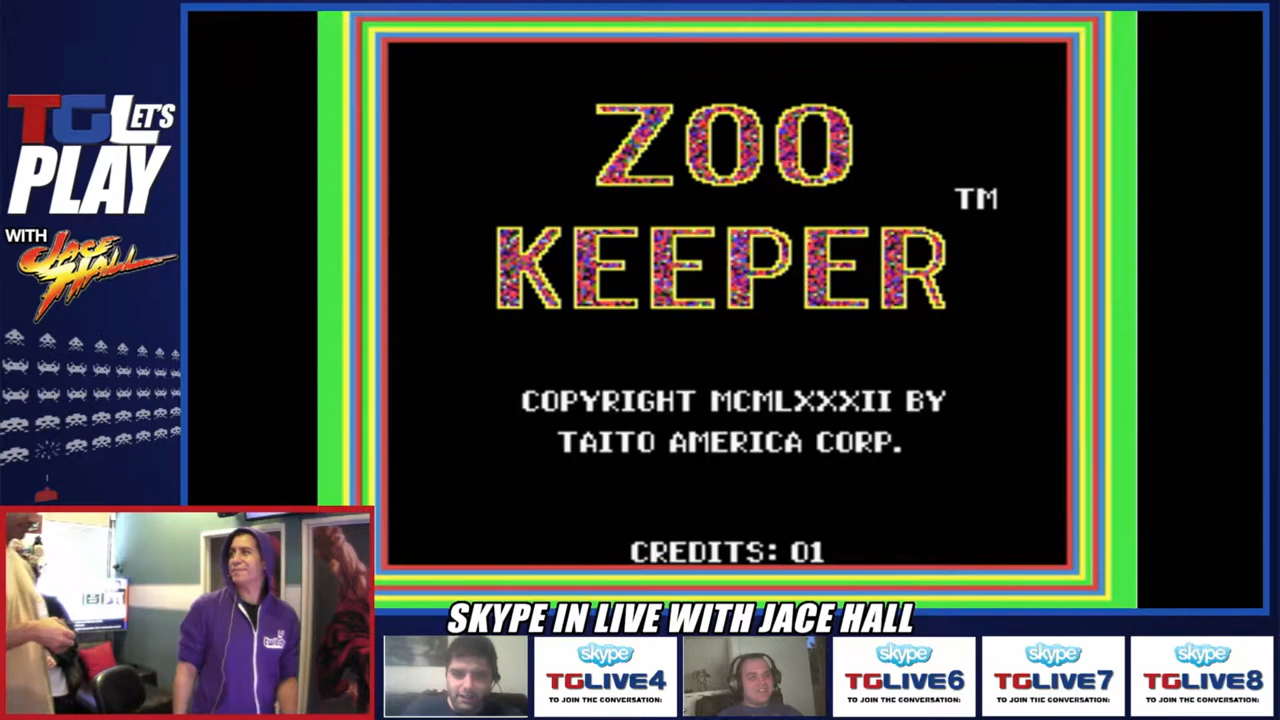 TG LET'S
PLAY
WITH
JACE
HALL
ZOO
KEEPER
TM
COPYRIGHT MCMLXXXII BY
TAITO AMERICA CORP.
CREDITS: 01
twitch
SKYPE IN LIVE WITH JACE HALL
skype
TGLIVE4
TO JOIN THE CONVERSATION:
skype
TGLIVE6
TO JOIN THE CONVERSATION:
skype
TGLIVE7
TO JOIN THE CONVERSATION:
skype
TGLIVE8
TO JOIN THE CONVERSATION: